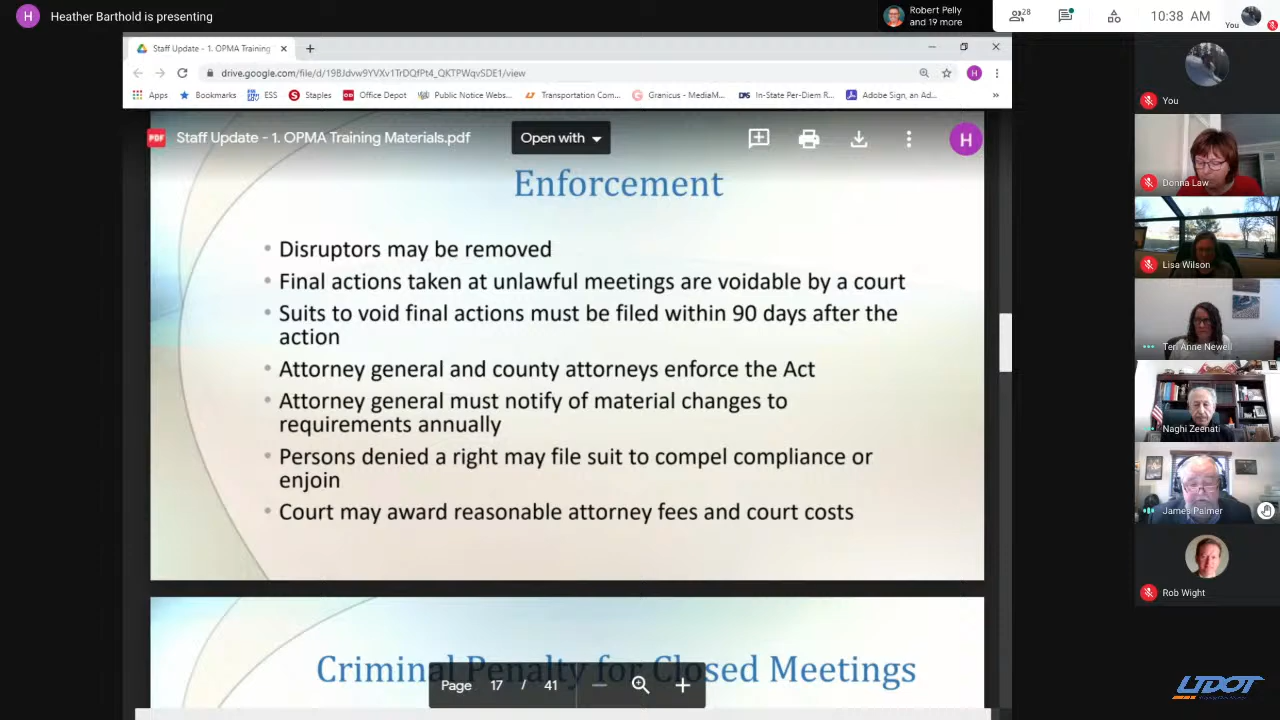 H Heather Barthold is presenting
Robert Pelly
and 19 more
28
10:38 AM
You
Staff Update - 1. OPMA Training
drive.google.com/file/d/19BJdvw9YVXv1TrDQfPt4_QKTPWqvSDE1/view
H
Apps Bookmarks ESS Staples Office Depot Public Notice Webs... Transportation Com... Granicus - MediaM... In-State Per-Diem R... Adobe Sign, an Ad... »
PDF Staff Update - 1. OPMA Training Materials.pdf Open with H
Enforcement
• Disruptors may be removed
• Final actions taken at unlawful meetings are voidable by a court
• Suits to void final actions must be filed within 90 days after the
action
• Attorney general and county attorneys enforce the Act
• Attorney general must notify of material changes to
requirements annually
• Persons denied a right may file suit to compel compliance or
enjoin
• Court may award reasonable attorney fees and court costs
Criminal Penalty for Closed Meetings
Page 17 / 41
You
Donna Law
Lisa Wilson
Teri Anne Newell
Naghi Zeenati
James Palmer
Rob Wight
UDOT